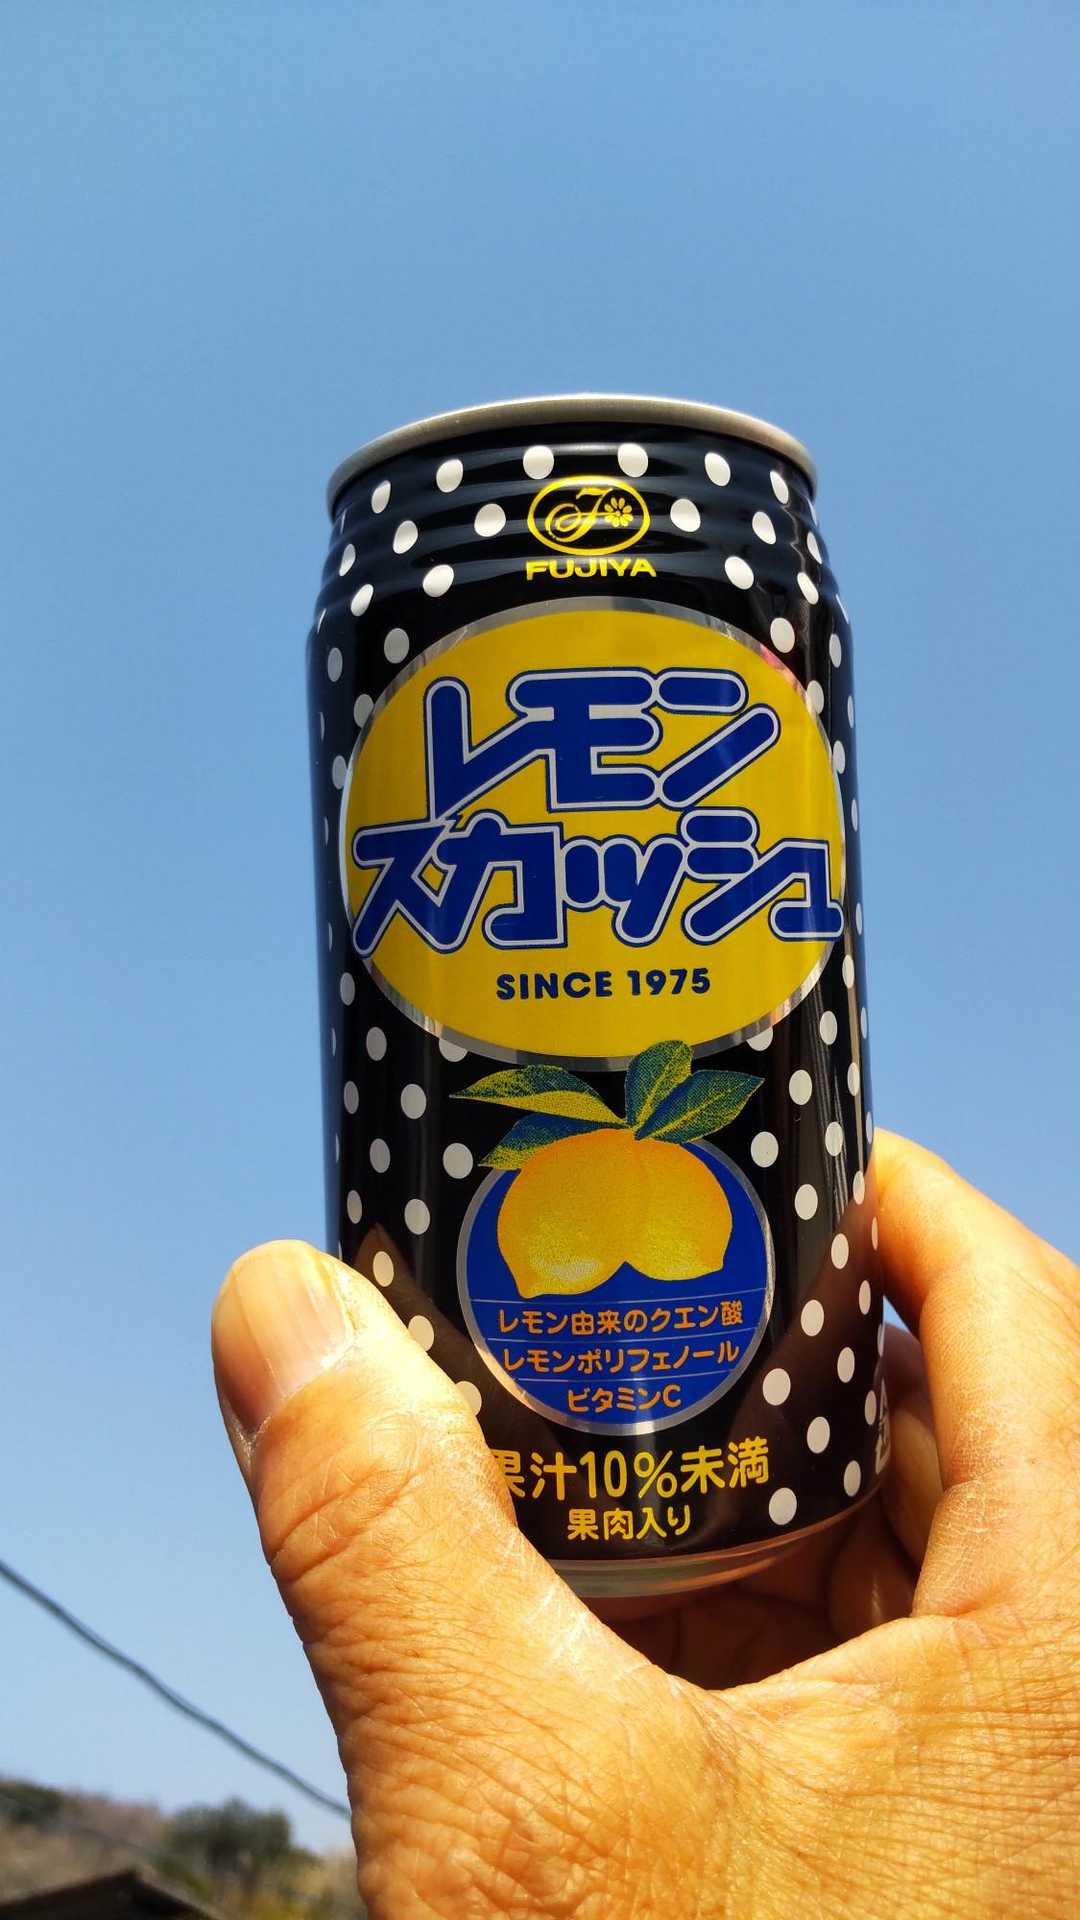 FUJIYA
レモン
スカッシュ
SINCE 1975
レモン由来のクエン酸
レモンポリフェノール
ビタミンC
果汁10%未満
果肉入り